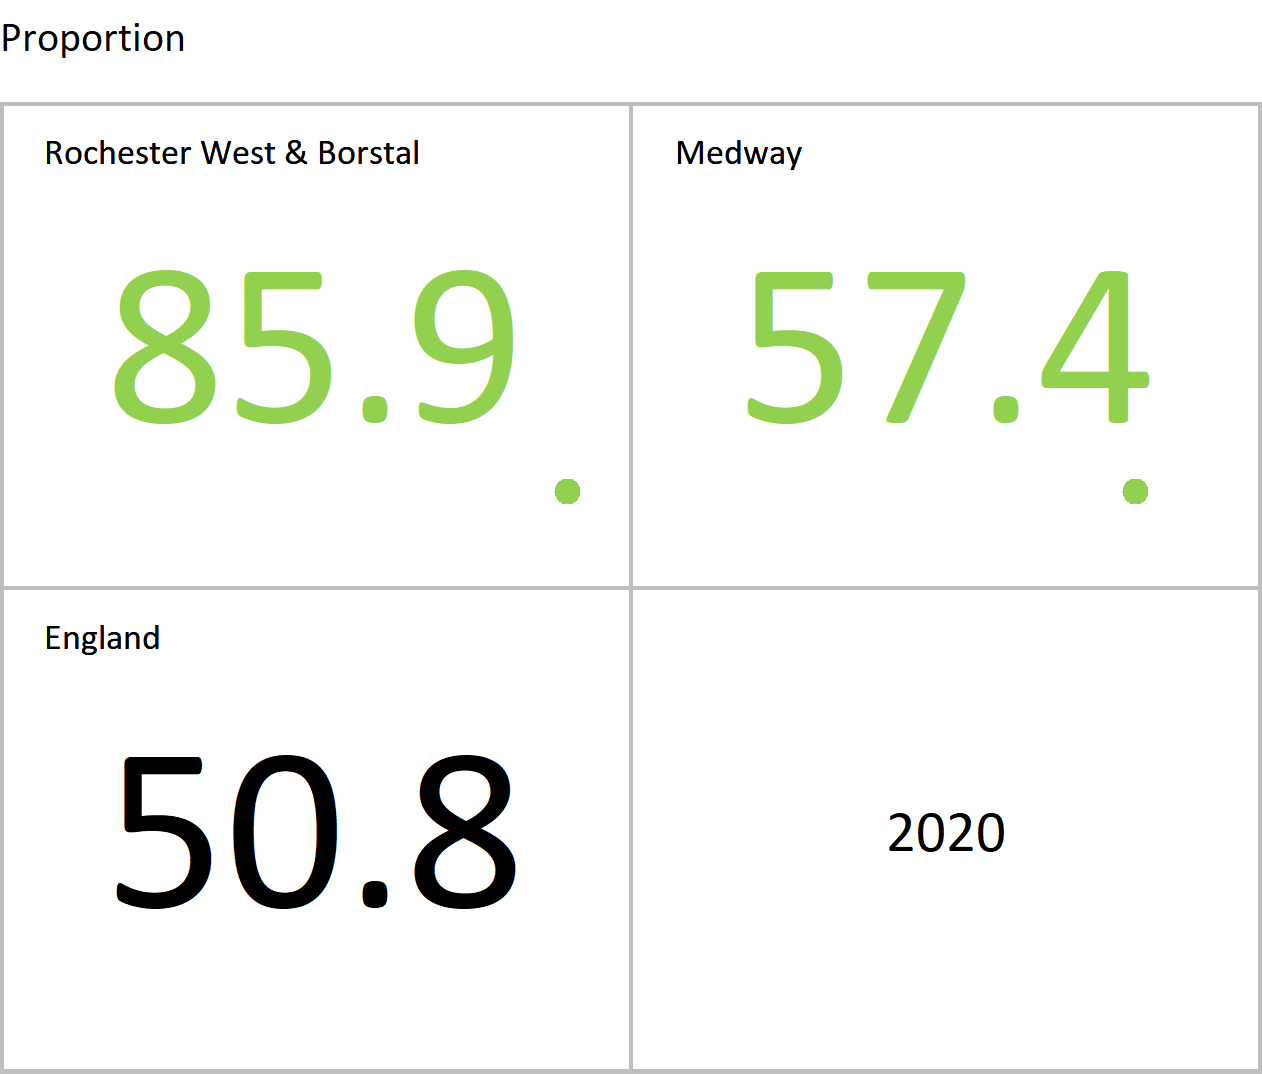 Proportion
Rochester West & Borstal
85.9
Medway
57.4
England
50.8
2020